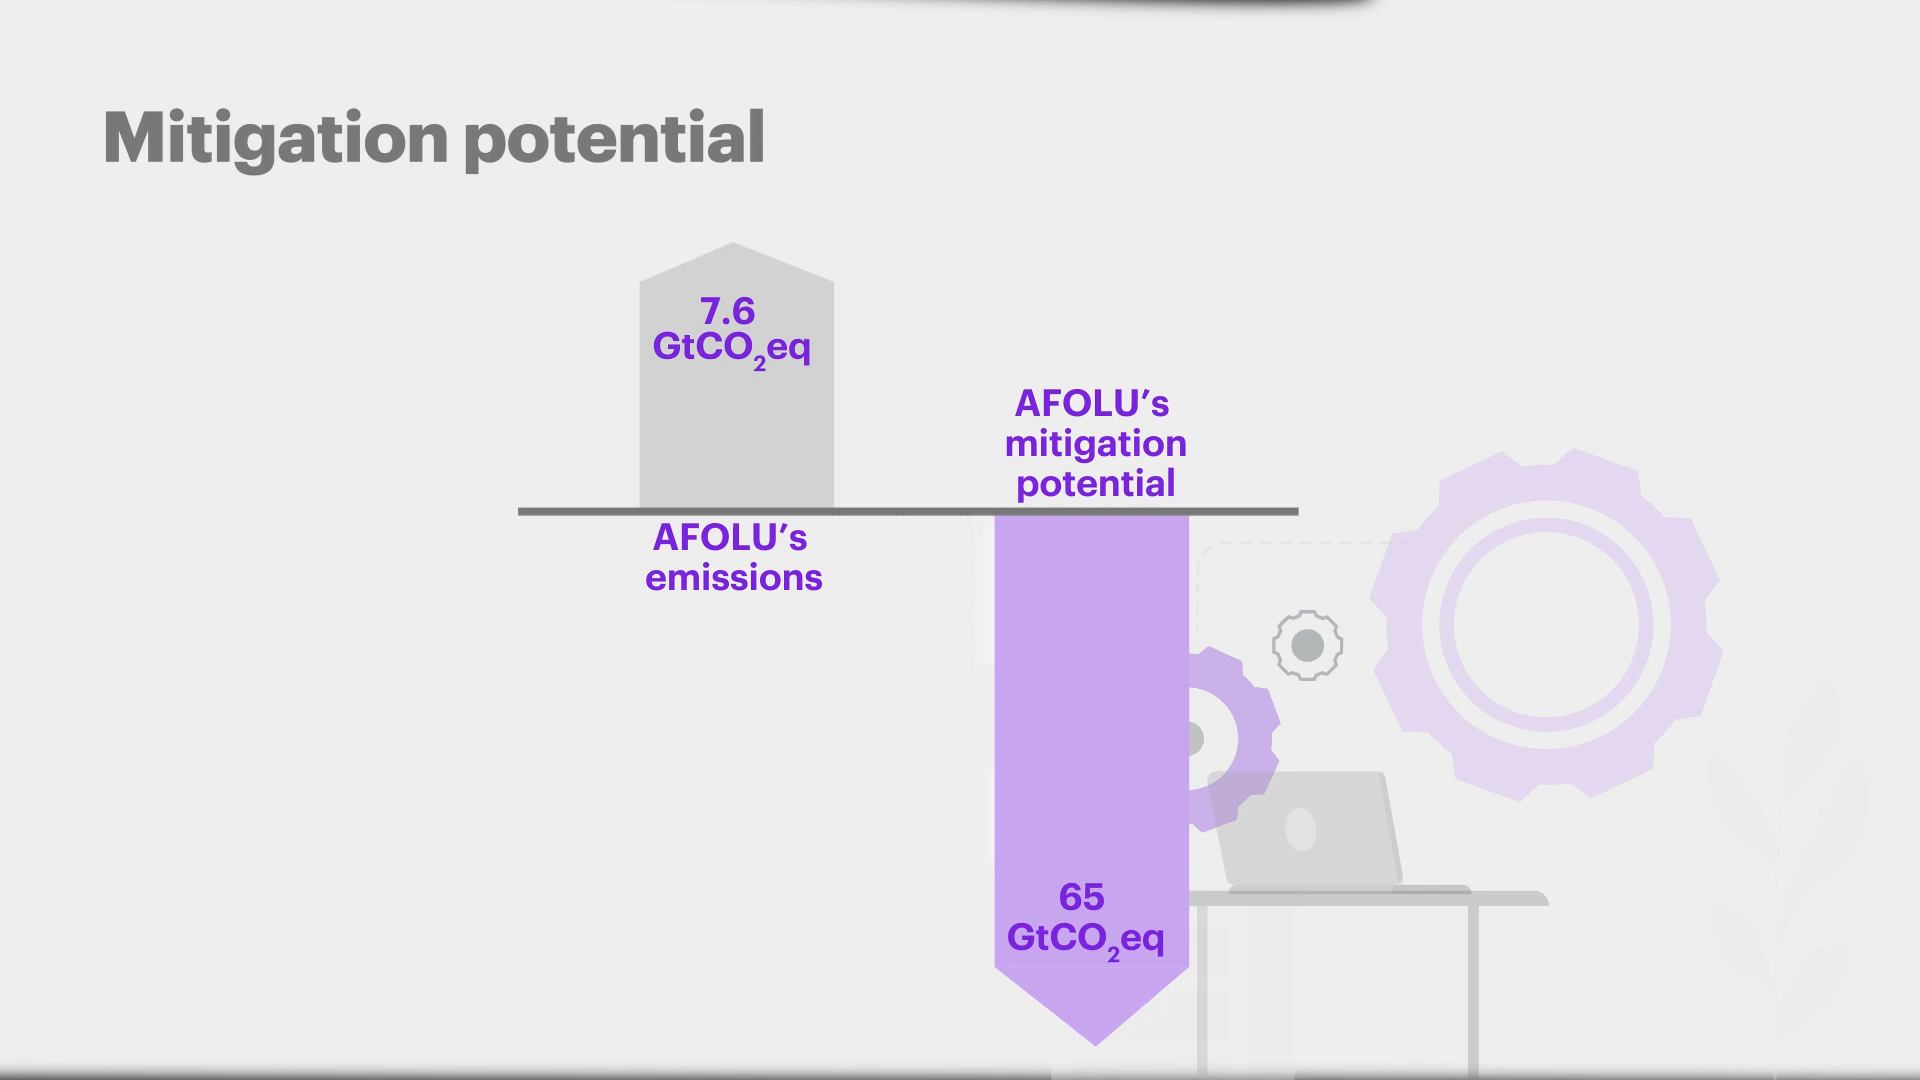 Mitigation potential
7.6
GtCO₂eq
AFOLU’s
emissions
AFOLU’s
mitigation
potential
65
GtCO₂eq